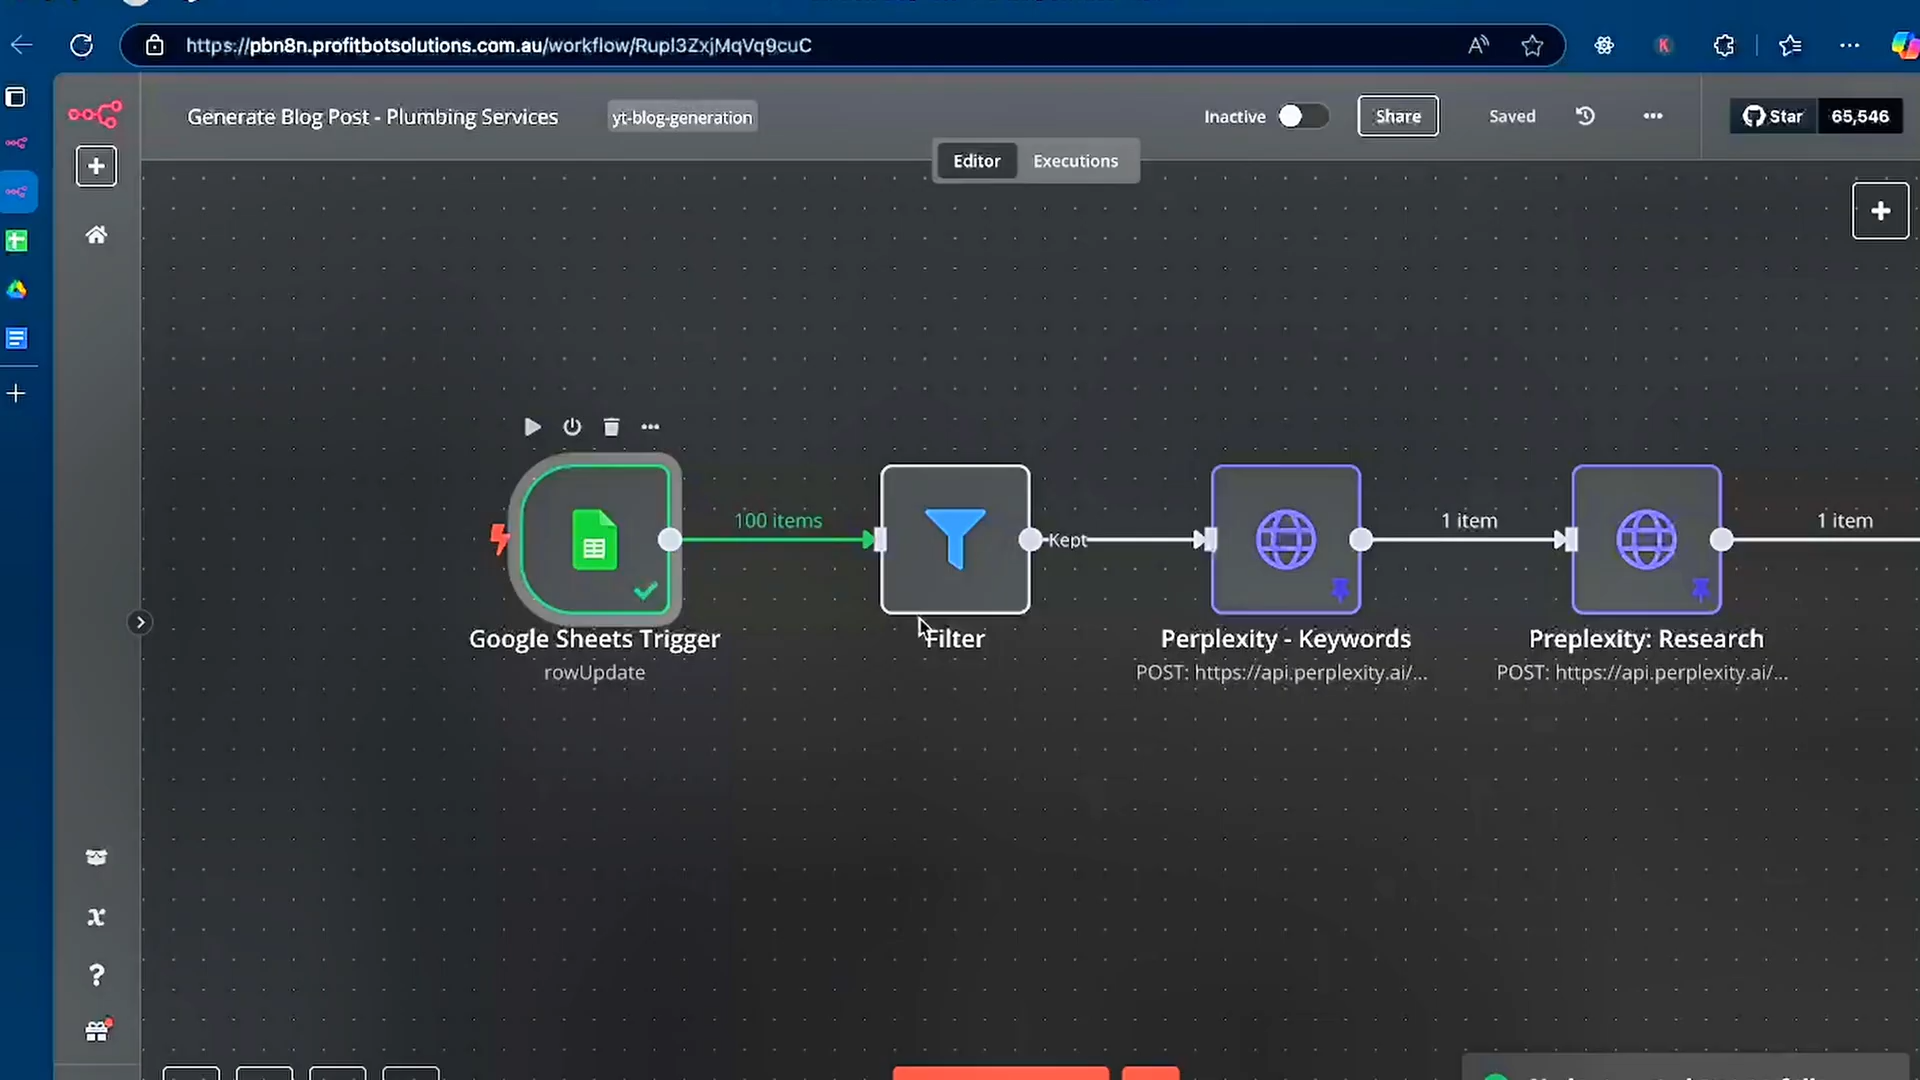 https://pbn8n.profitbotsolutions.com.au/workflow/Rupl3ZxjMqVq9cuC
Generate Blog Post - Plumbing Services
yt-blog-generation
Inactive
Share
Saved
Star
65,546
Editor
Executions
100 items
Kept
1 item
1 item
Google Sheets Trigger
rowUpdate
Filter
Perplexity - Keywords
POST: https://api.perplexity.ai/...
Preplexity: Research
POST: https://api.perplexity.ai/...